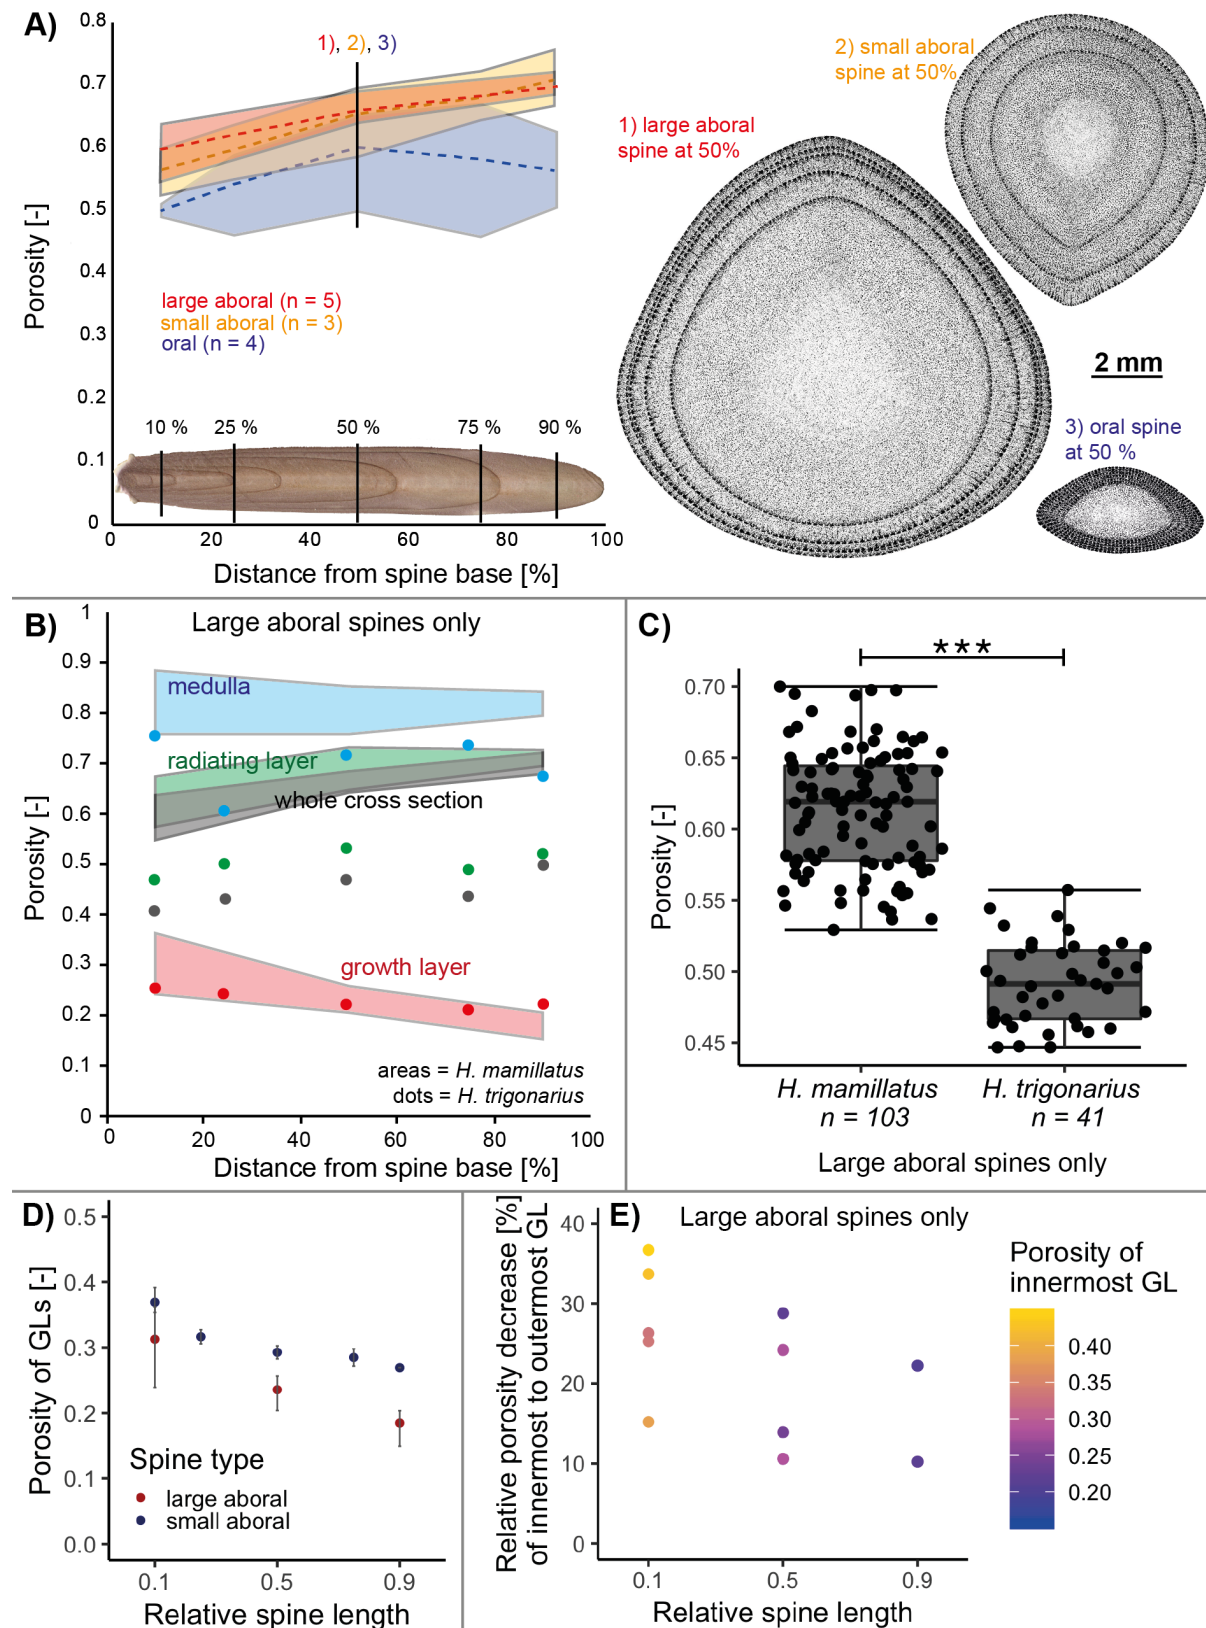 A)
0.8
0.7
0.6
0.5
0.4
0.3
0.2
0.1
0
Porosity [-]
1), 2), 3)
large aboral (n = 5)
small aboral (n = 3)
oral (n = 4)
10 %
25 %
50 %
75 %
90 %
0
20
40
60
80
100
Distance from spine base [%]
1) large aboral
spine at 50%
2) small aboral
spine at 50%
2 mm
3) oral spine
at 50 %
B)
Large aboral spines only
1
0.9
0.8
0.7
0.6
0.5
0.4
0.3
0.2
0.1
0
Porosity [-]
medulla
radiating layer
whole cross section
growth layer
areas = H. mamillatus
dots = H. trigonarius
0
20
40
60
80
100
Distance from spine base [%]
C)
***
0.70
0.65
0.60
0.55
0.50
0.45
Porosity [-]
H. mamillatus
n = 103
H. trigonarius
n = 41
Large aboral spines only
D)
0.5
0.4
0.3
0.2
0.1
0.0
Porosity of GLs [-]
Spine type
large aboral
small aboral
0.1
0.5
0.9
Relative spine length
E)
Large aboral spines only
40
30
20
10
0
Relative porosity decrease [%]
of innermost to outermost GL
0.1
0.5
0.9
Relative spine length
Porosity of
innermost GL
0.40
0.35
0.30
0.25
0.20